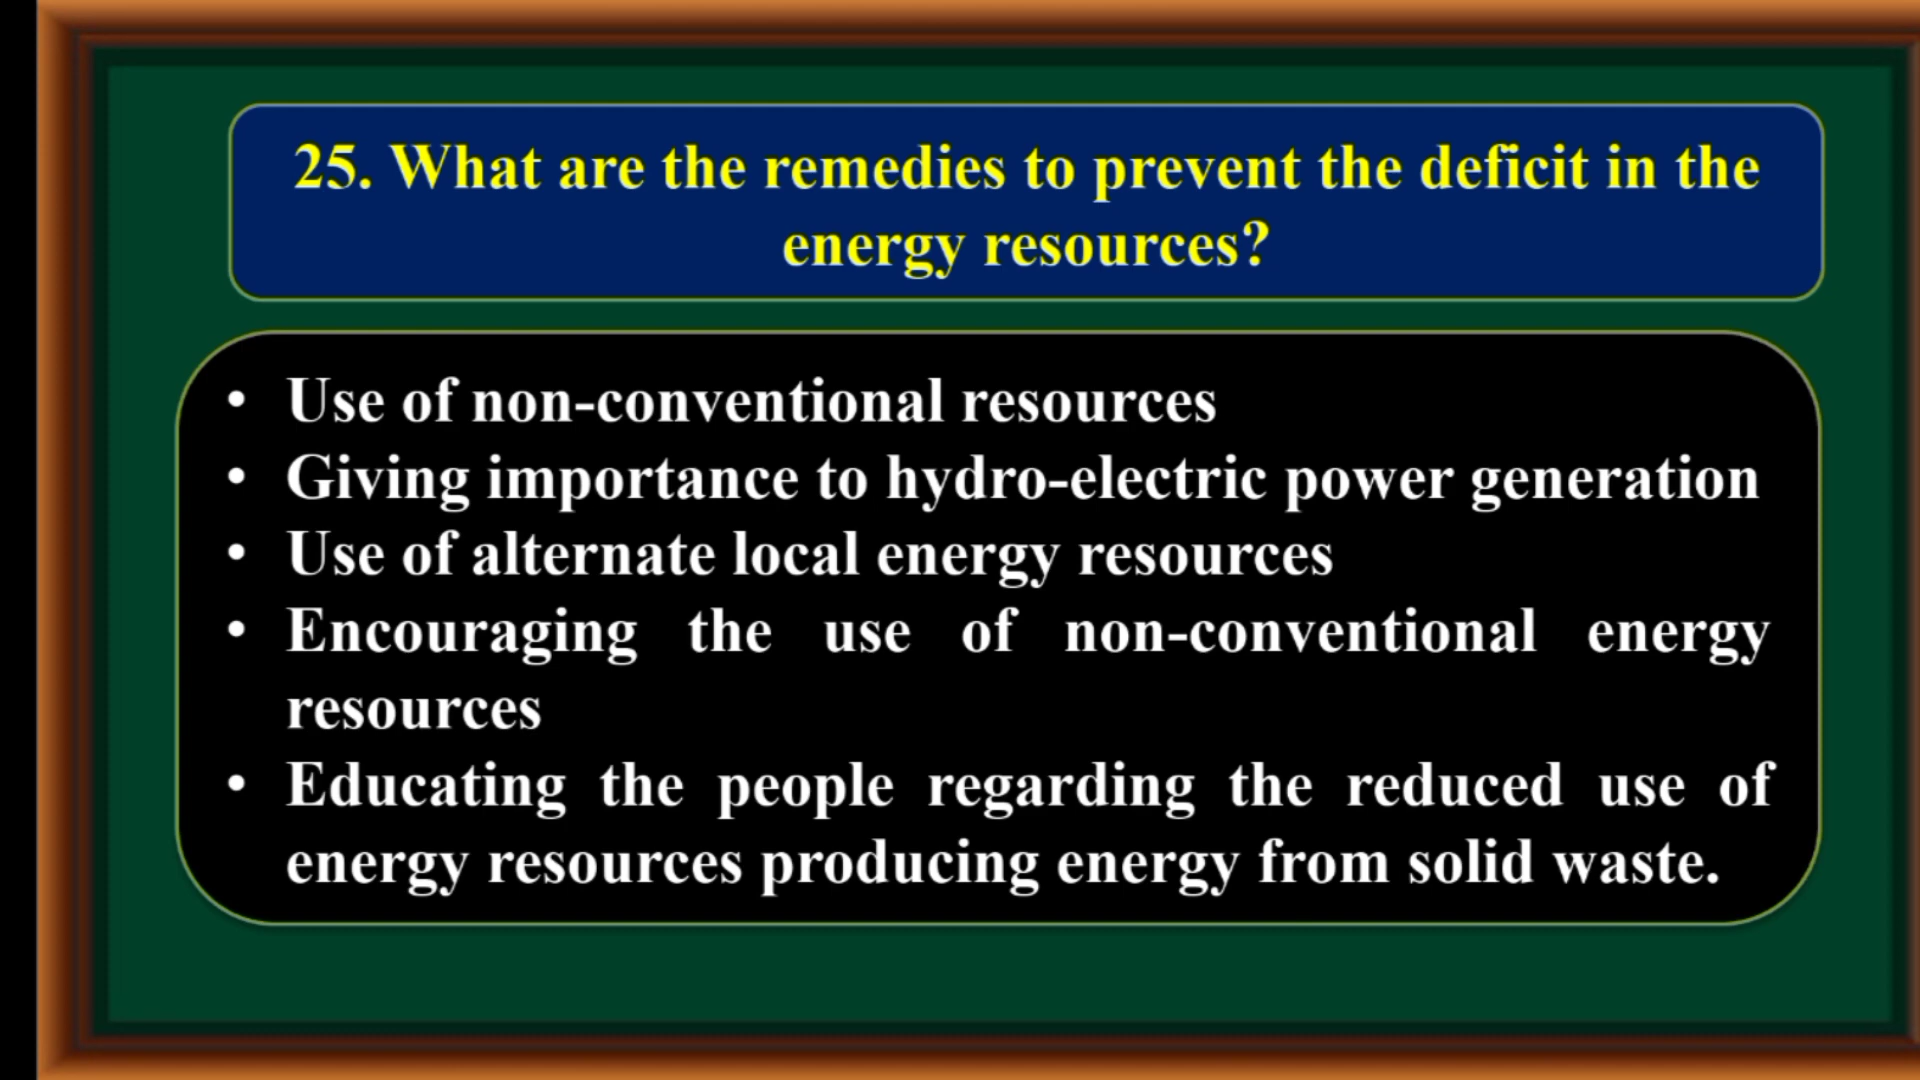 25. What are the remedies to prevent the deficit in the
energy resources?
• Use of non-conventional resources
• Giving importance to hydro-electric power generation
• Use of alternate local energy resources
• Encouraging the use of non-conventional energy
resources
• Educating the people regarding the reduced use of
energy resources producing energy from solid waste.